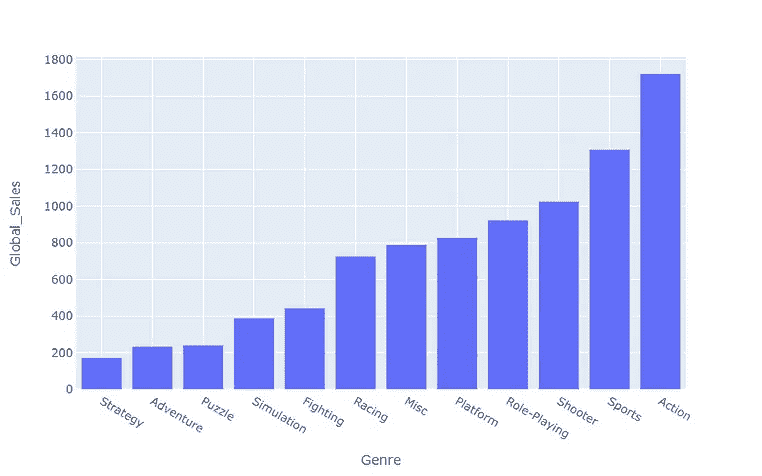 1800
1600
1400
1200
1000
800
600
400
200
0
Global_Sales
Strategy
Adventure
Puzzle
Simulation
Fighting
Racing
Misc
Platform
Role-Playing
Shooter
Sports
Action
Genre